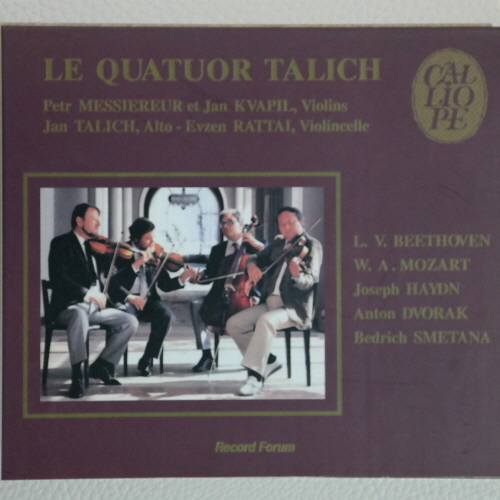 LE QUATUOR TALICH
Petr MESSIEREUR et Jan KVAPIL, Violins
Jan TALICH, Alto - Evzen RATTAI, Violincelle
CAL
LIO
PE
L. V. BEETHOVEN
W. A. MOZART
Joseph HAYDN
Anton DVORAK
Bedrich SMETANA
Record Forum